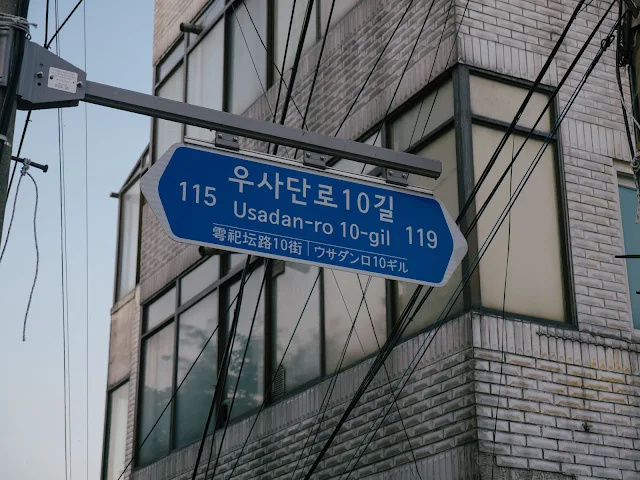 우사단로10길
115 Usadan-ro 10-gil 119
雩祀坛路10街 | ウサダンロ10ギル